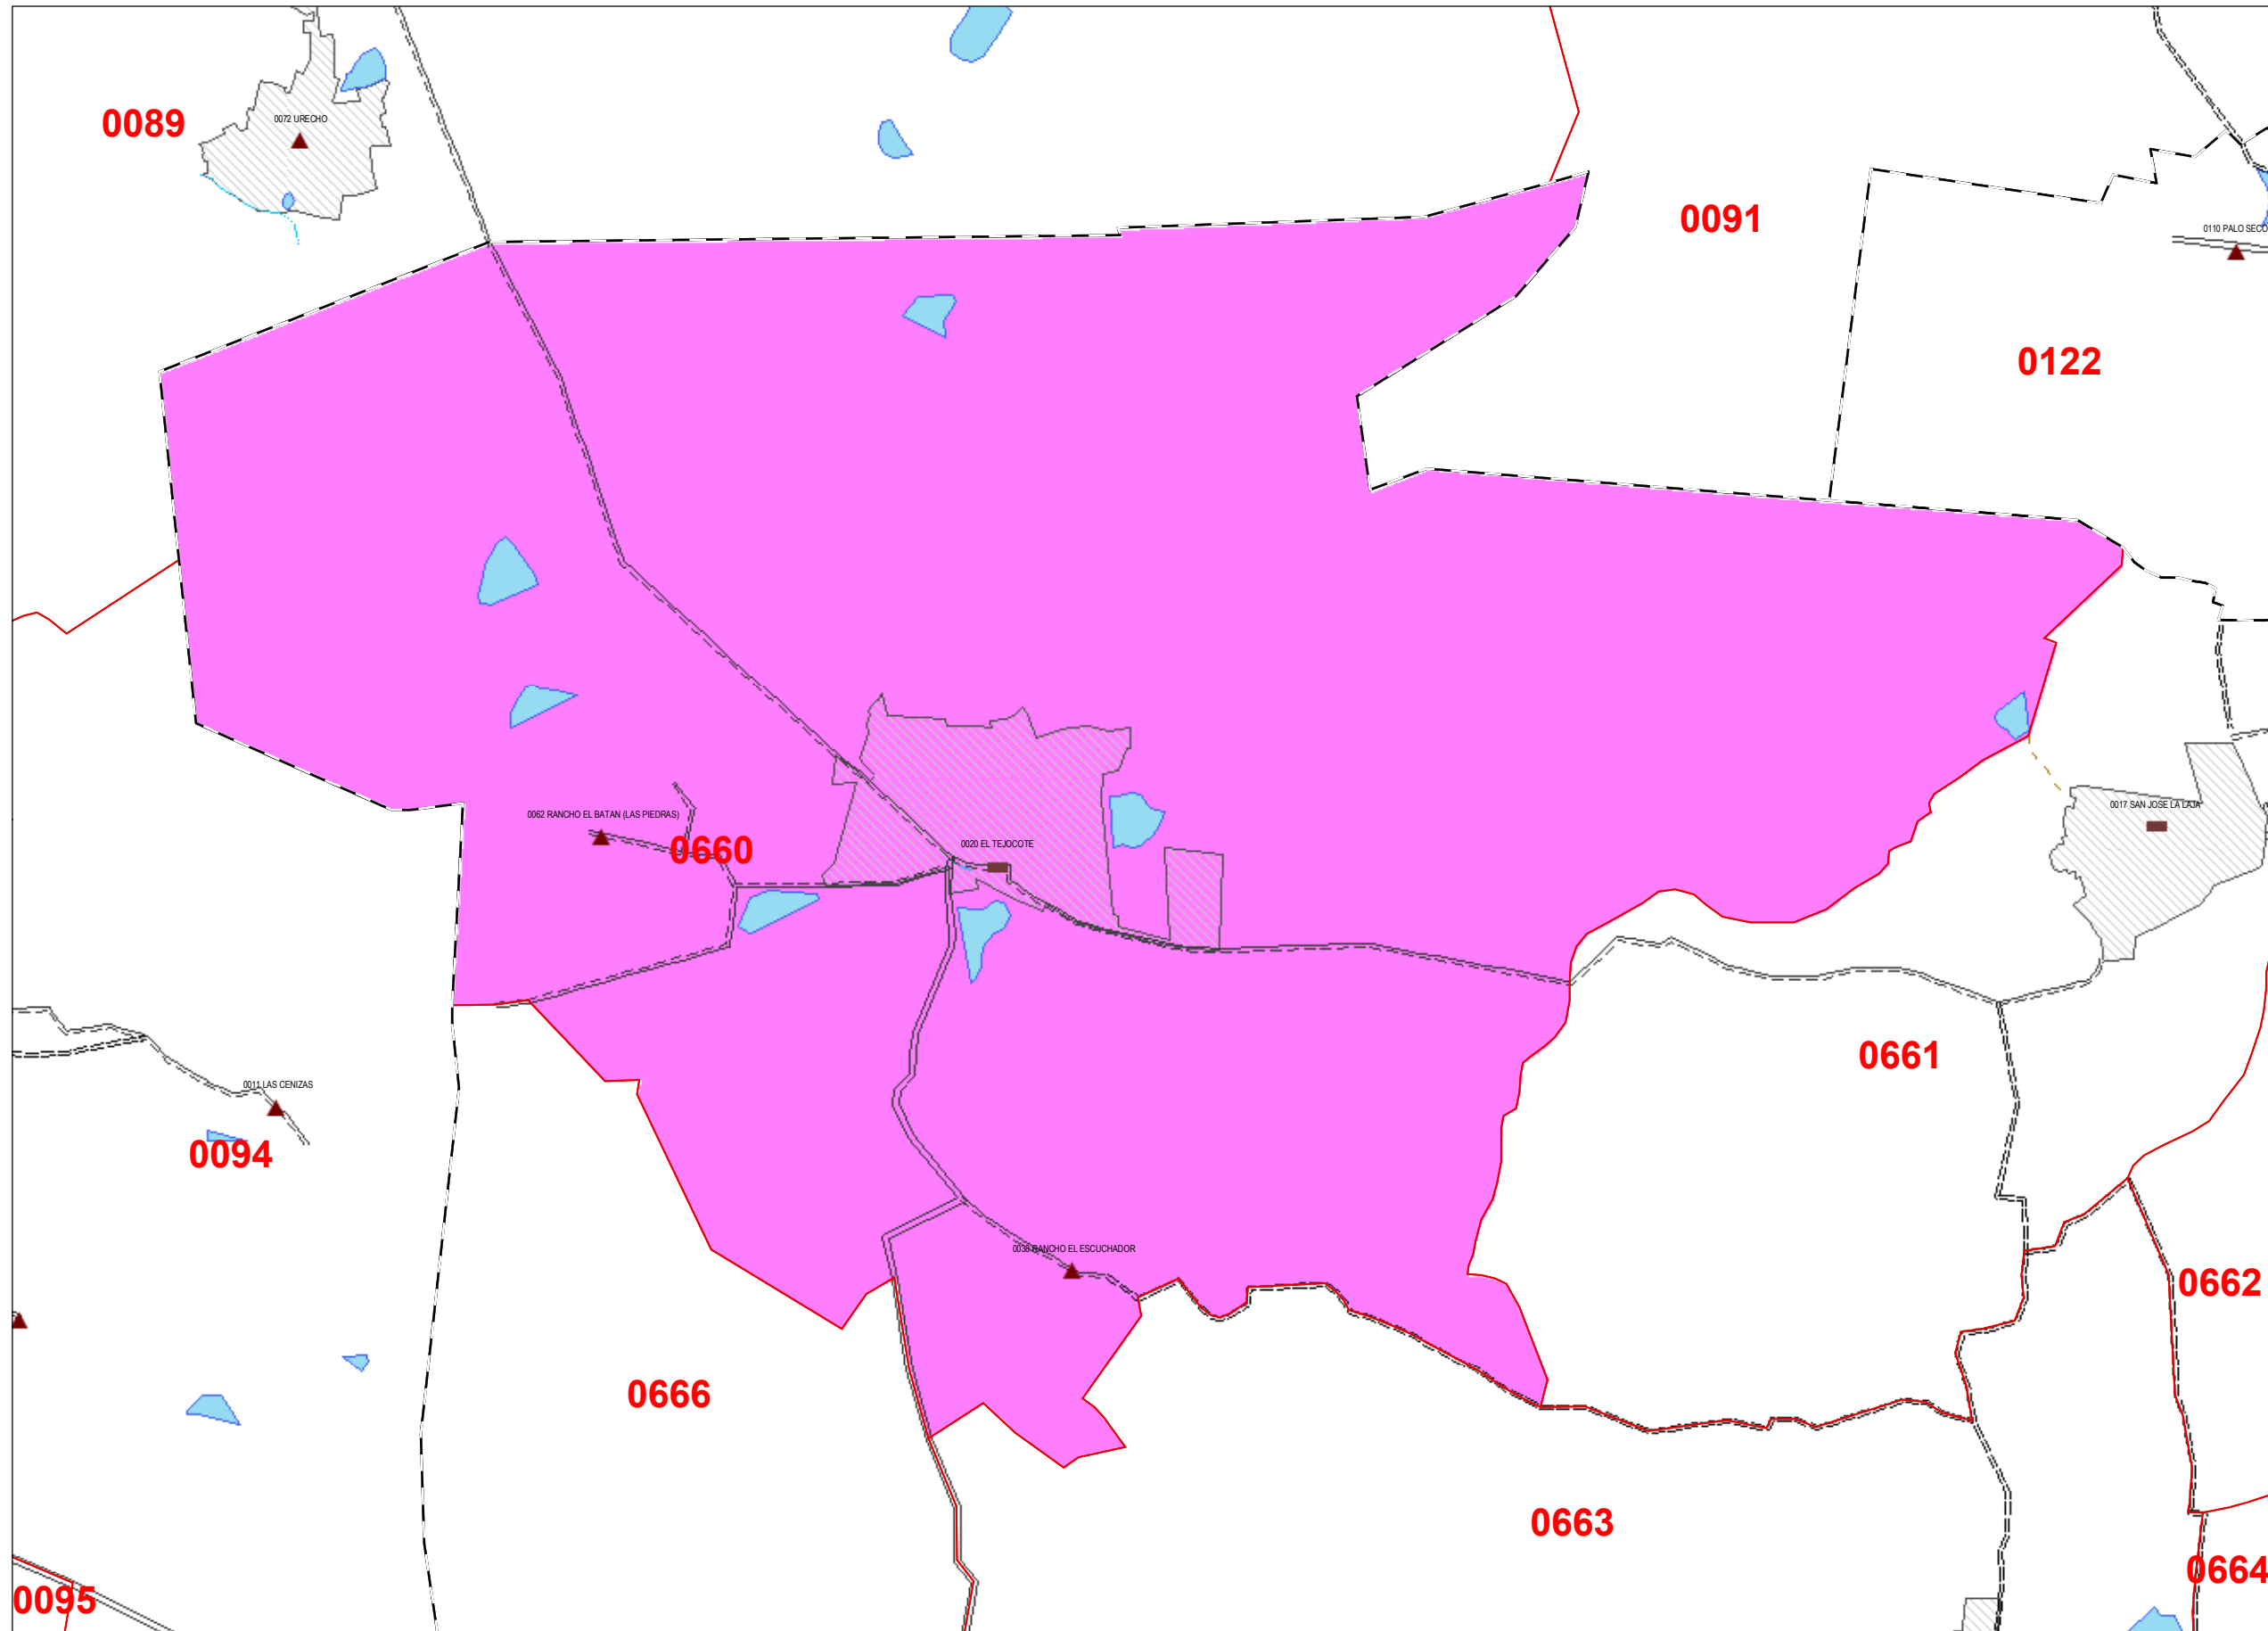 0089
0072 URECHO
0091
0110 PALO SECO
0122
0062 RANCHO EL BATAN (LAS PIEDRAS)
0660
0020 EL TEJOCOTE
0017 SAN JOSE LA LAJA
0661
0011 LAS CENIZAS
0094
0038 RANCHO EL ESCUCHADOR
0662
0666
0663
0664
0095